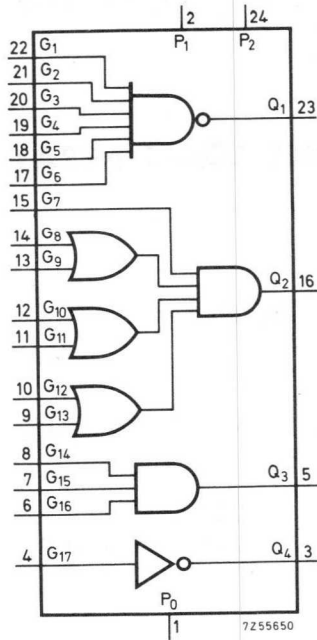 2 24
P1 P2
22 G1
21 G2
20 G3
Q1 23
19 G4
18 G5
17 G6
15 G7
14 G8
13 G9
Q2 16
12 G10
11 G11
10 G12
9 G13
8 G14
7 G15
Q3 5
6 G16
4 G17
Q4 3
P0
1
7Z55650